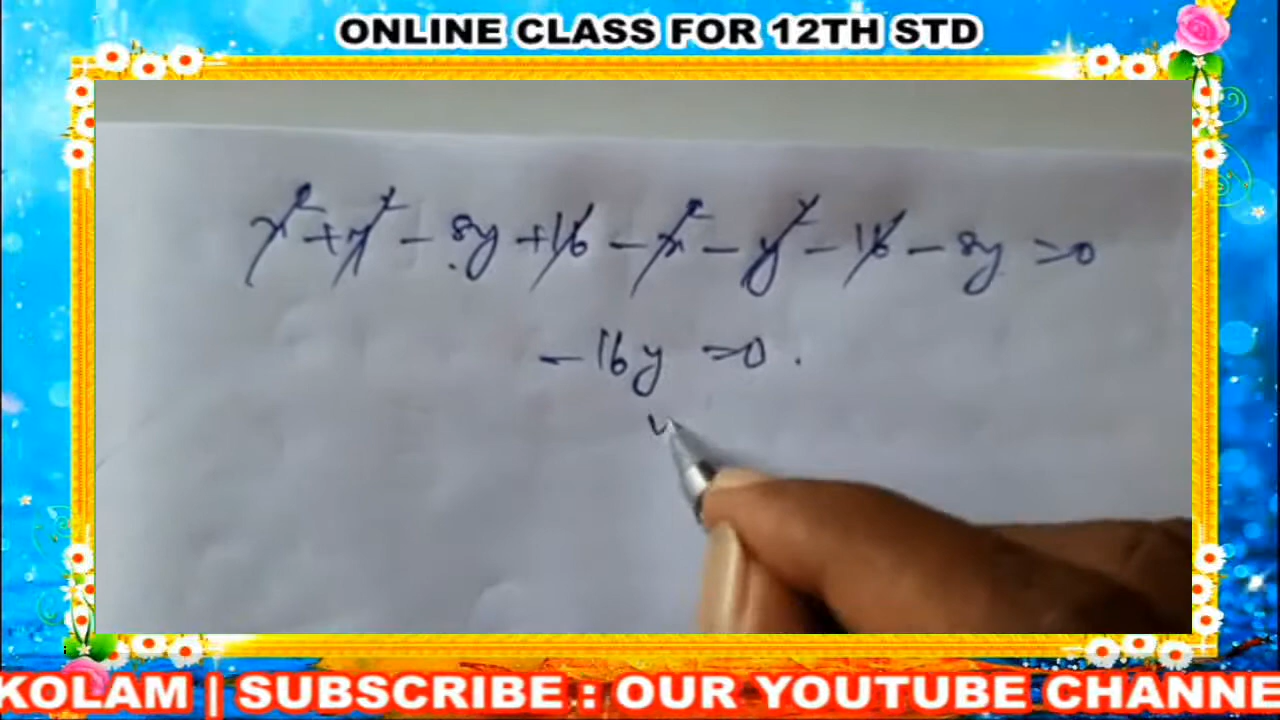 ONLINE CLASS FOR 12TH STD
x² + y² - 8y + 16 - x² - y² - 16 - 8y = 0
- 16y = 0.
KOLAM | SUBSCRIBE : OUR YOUTUBE CHANNE